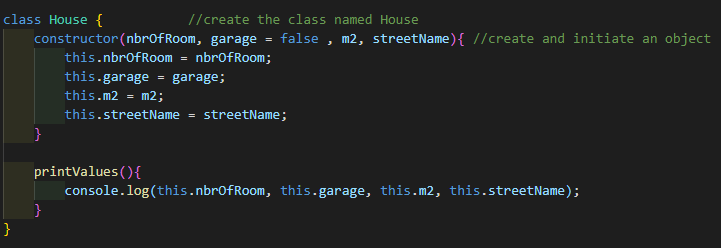 class House {           //create the class named House
    constructor(nbrOfRoom, garage = false , m2, streetName){ //create and initiate an object
        this.nbrOfRoom = nbrOfRoom;
        this.garage = garage;
        this.m2 = m2;
        this.streetName = streetName;
    }

    printValues(){
        console.log(this.nbrOfRoom, this.garage, this.m2, this.streetName);
    }
}